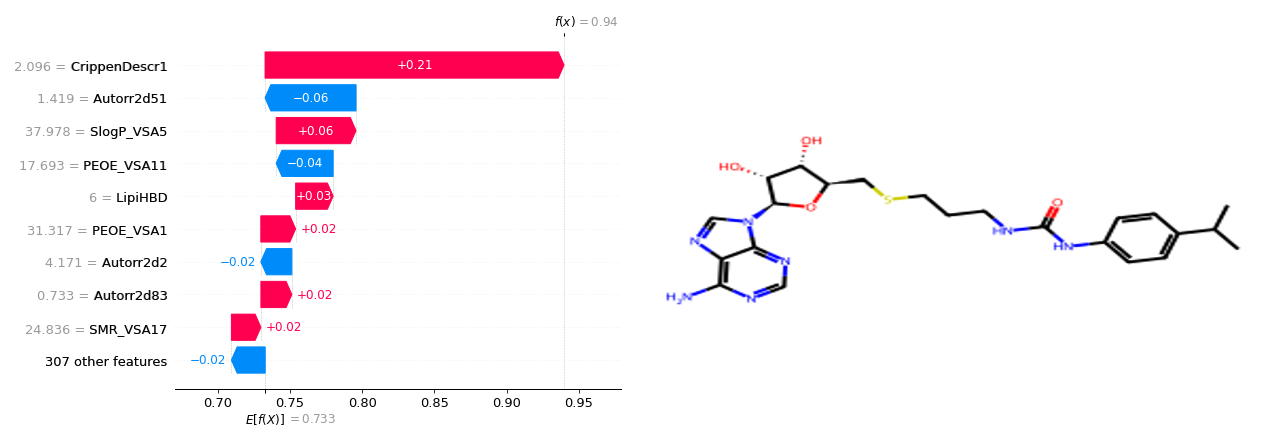 f(x) = 0.94
2.096 = CrippenDescr1
+0.21
1.419 = Autorr2d51
−0.06
37.978 = SlogP_VSA5
+0.06
17.693 = PEOE_VSA11
−0.04
6 = LipiHBD
+0.03
31.317 = PEOE_VSA1
+0.02
4.171 = Autorr2d2
−0.02
0.733 = Autorr2d83
+0.02
24.836 = SMR_VSA17
+0.02
307 other features
−0.02
0.70 0.75 0.80 0.85 0.90 0.95
E[f(X)] = 0.733
OH
HO
O
S
O
N
N
HN
HN
N
N
N
H2N